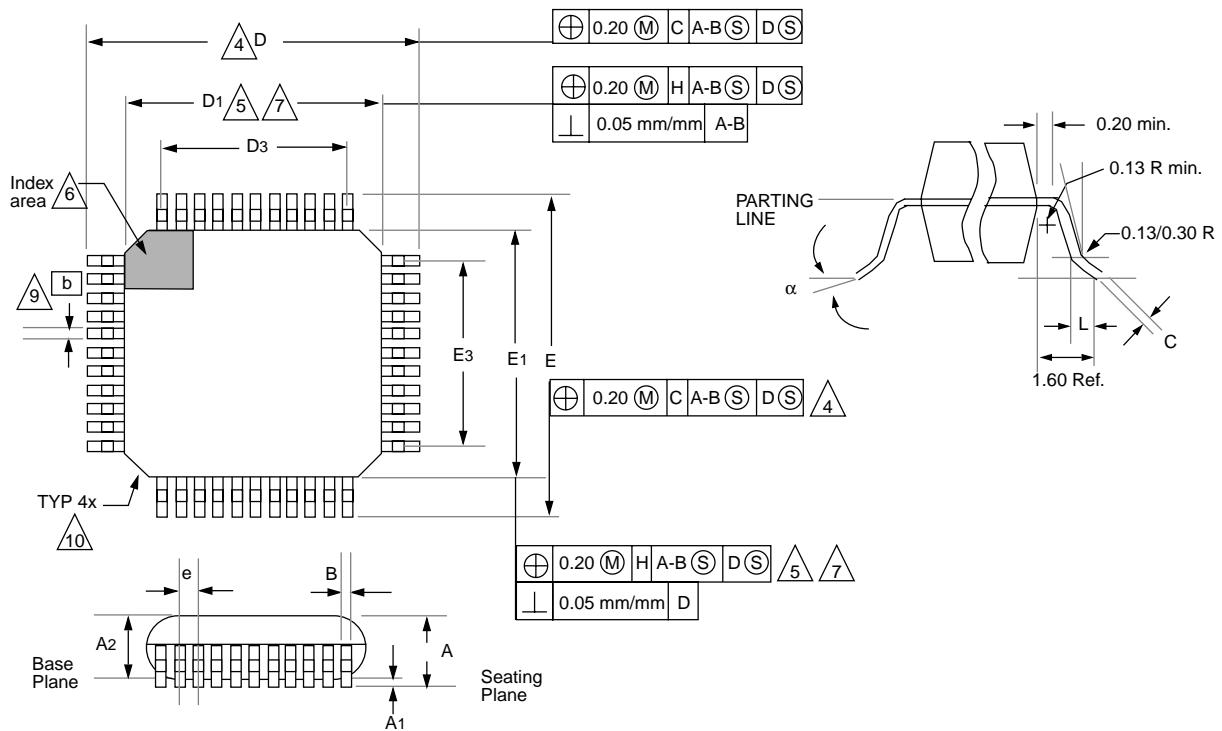 4 D
⌖ 0.20 Ⓜ C A-B Ⓢ D Ⓢ
D1 5 7
⌖ 0.20 Ⓜ H A-B Ⓢ D Ⓢ
⊥ 0.05 mm/mm A-B
D3
Index
area
6
0.20 min.
0.13 R min.
PARTING
LINE
0.13/0.30 R
α
L
C
1.60 Ref.
9
b
E3
E1
E
⌖ 0.20 Ⓜ C A-B Ⓢ D Ⓢ 4
TYP 4x
10
⌖ 0.20 Ⓜ H A-B Ⓢ D Ⓢ 5 7
⊥ 0.05 mm/mm D
e
B
A2
A
Base
Plane
Seating
Plane
A1